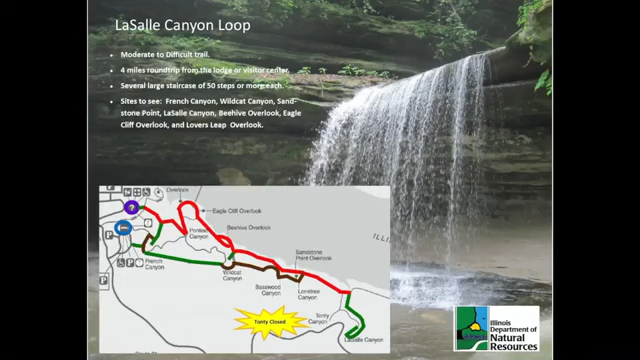 LaSalle Canyon Loop
• Moderate to Difficult trail.
• 4 miles roundtrip from the lodge or visitor center.
• Several large staircase of 50 steps or more each.
• Sites to see: French Canyon, Wildcat Canyon, Sand-
stone Point, LaSalle Canyon, Beehive Overlook, Eagle
Cliff Overlook, and Lovers Leap Overlook.
Overlook
Eagle Cliff Overlook
Beehive Overlook
Pontiac
Canyon
ILLI
French
Canyon
Sandstone
Point Overlook
Wildcat
Canyon
Basswood
Canyon
Lonetree
Canyon
Tonty Closed
Tonty
Canyon
LaSalle Canyon
Illinois
Department of
Natural
Resources